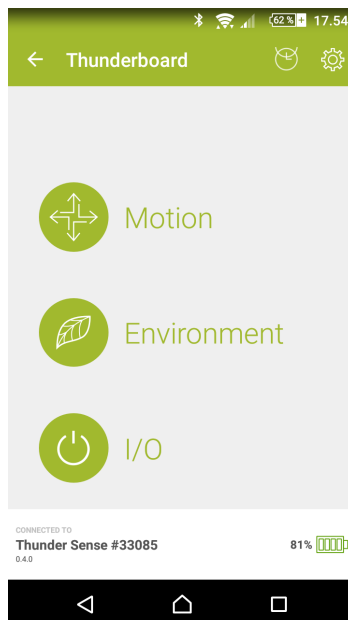 62% 17.54
Thunderboard
Motion
Environment
I/O
CONNECTED TO
Thunder Sense #33085 81%
0.4.0